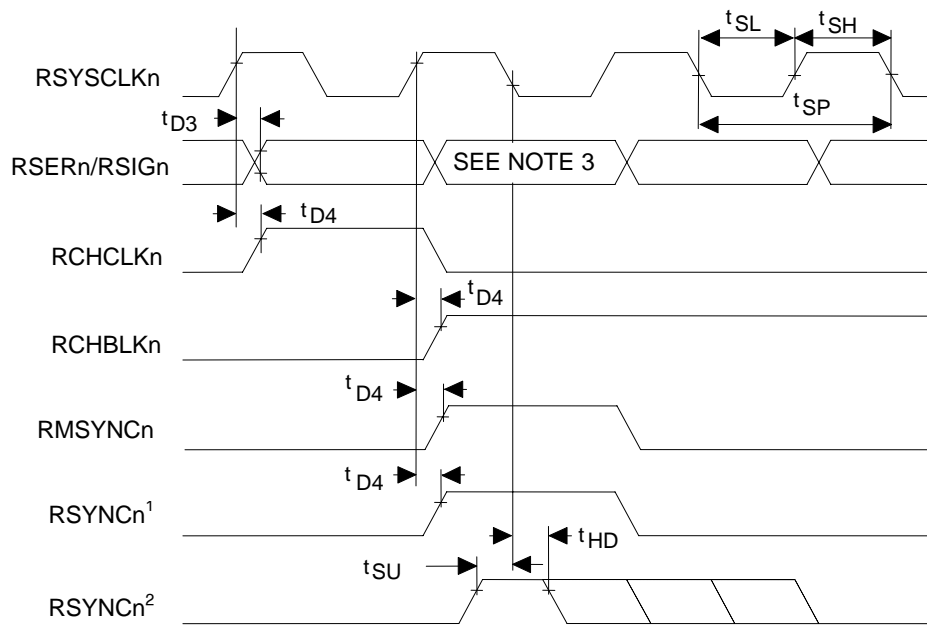 tSL
tSH
RSYSCLKn
tSP
tD3
RSERn/RSIGn
SEE NOTE 3
tD4
RCHCLKn
tD4
RCHBLKn
tD4
RMSYNCn
tD4
RSYNCn1
tHD
tSU
RSYNCn2